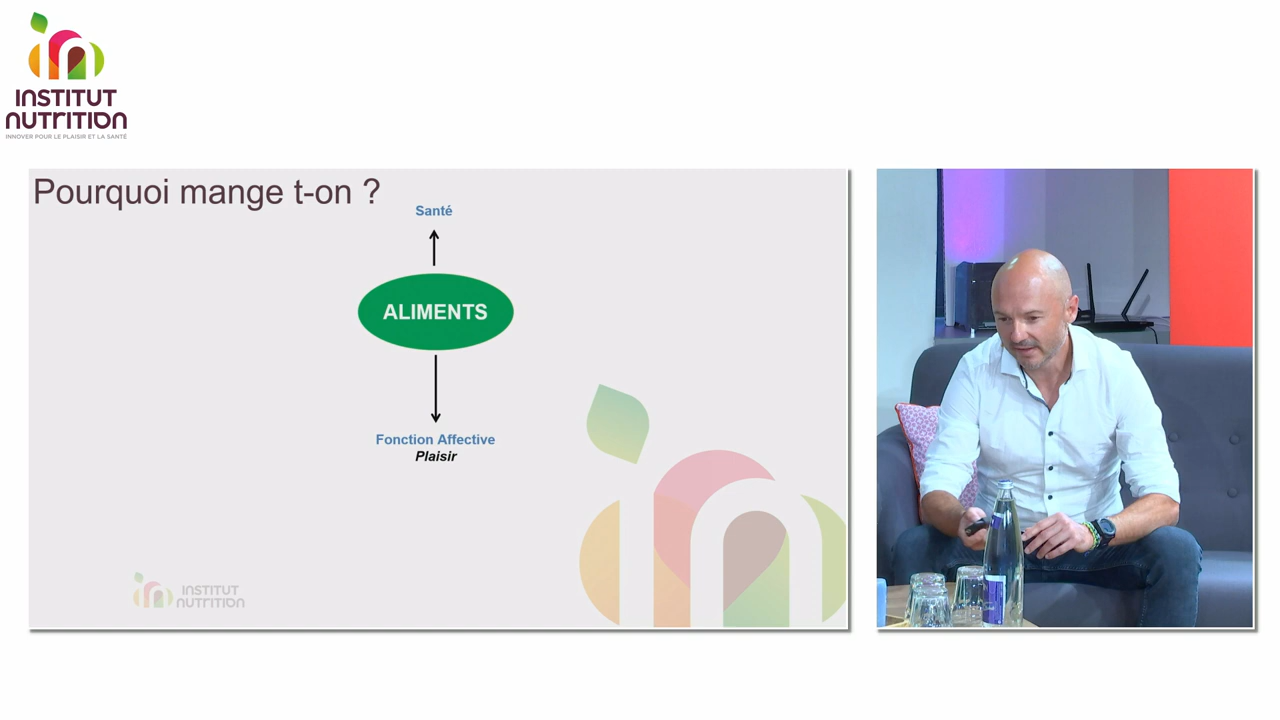 INSTITUT
NUTRITION
INNOVER POUR LE PLAISIR ET LA SANTÉ
Pourquoi mange t-on ?
Santé
ALIMENTS
Fonction Affective
Plaisir
INSTITUT
NUTRITION